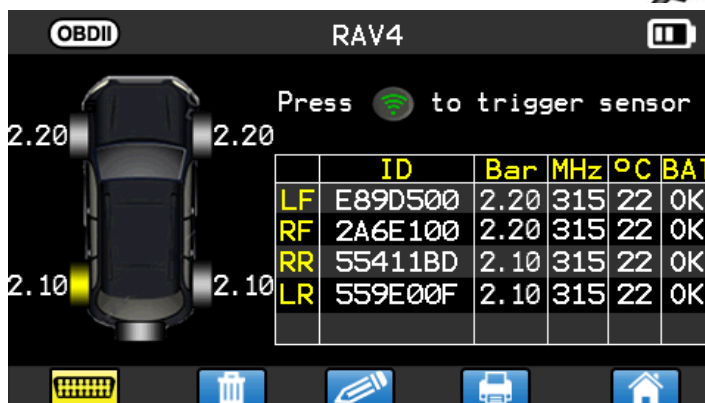 OBDII RAV4
Press to trigger sensor
2.20 2.20
ID Bar MHz ºC BAT
LF E89D500 2.20 315 22 OK
RF 2A6E100 2.20 315 22 OK
RR 55411BD 2.10 315 22 OK
2.10 2.10
LR 559E00F 2.10 315 22 OK